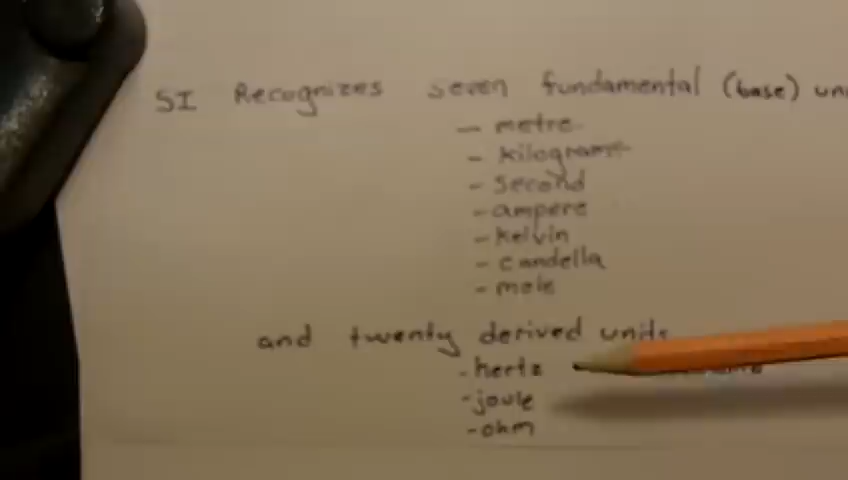 SI Recognizes seven fundamental (base)
- metre
- kilogram
- second
- ampere
- kelvin
- candella
- mole
and twenty derived units
- hertz
- joule
- ohm